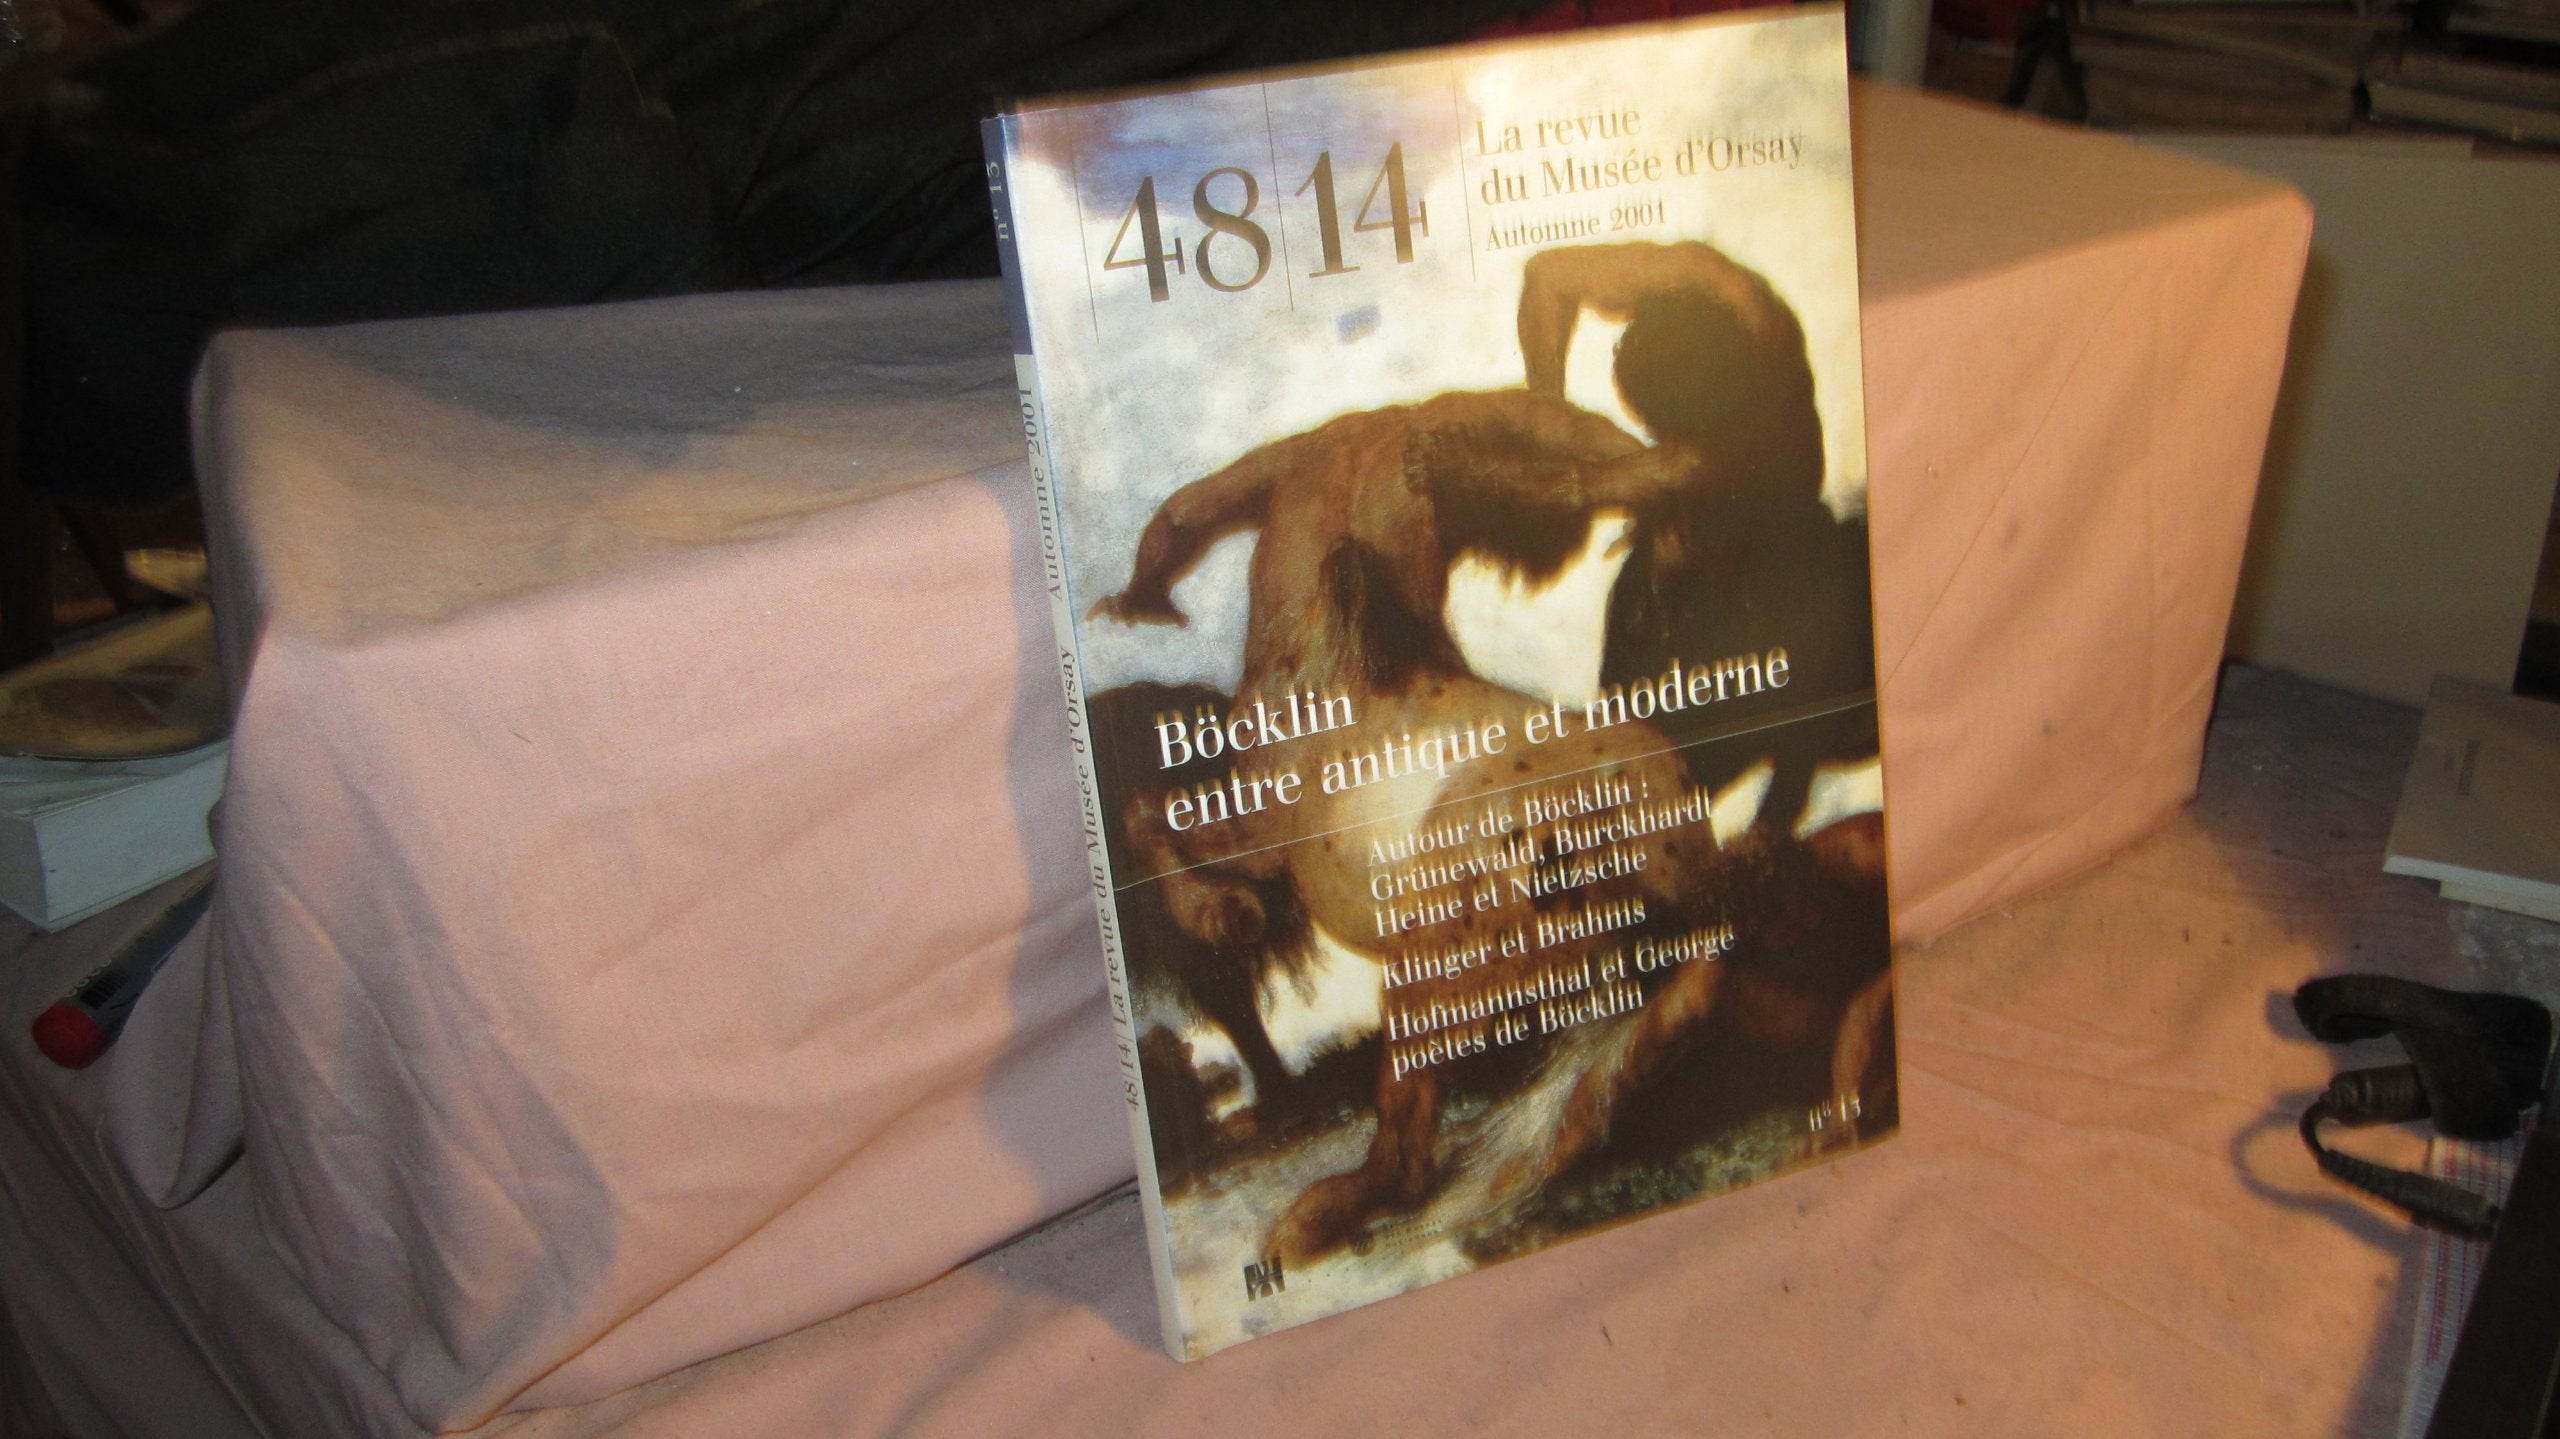 48 14
La revue
du Musée d'Orsay
Automne 2001
Böcklin
entre antique et moderne
Autour de Böcklin :
Grünewald, Burckhardt,
Heine et Nietzsche
Klinger et Brahms
Hofmannsthal et George
poètes de Böcklin
n° 13
48|14|La revue du Musée d'Orsay Automne 2001 n° 13